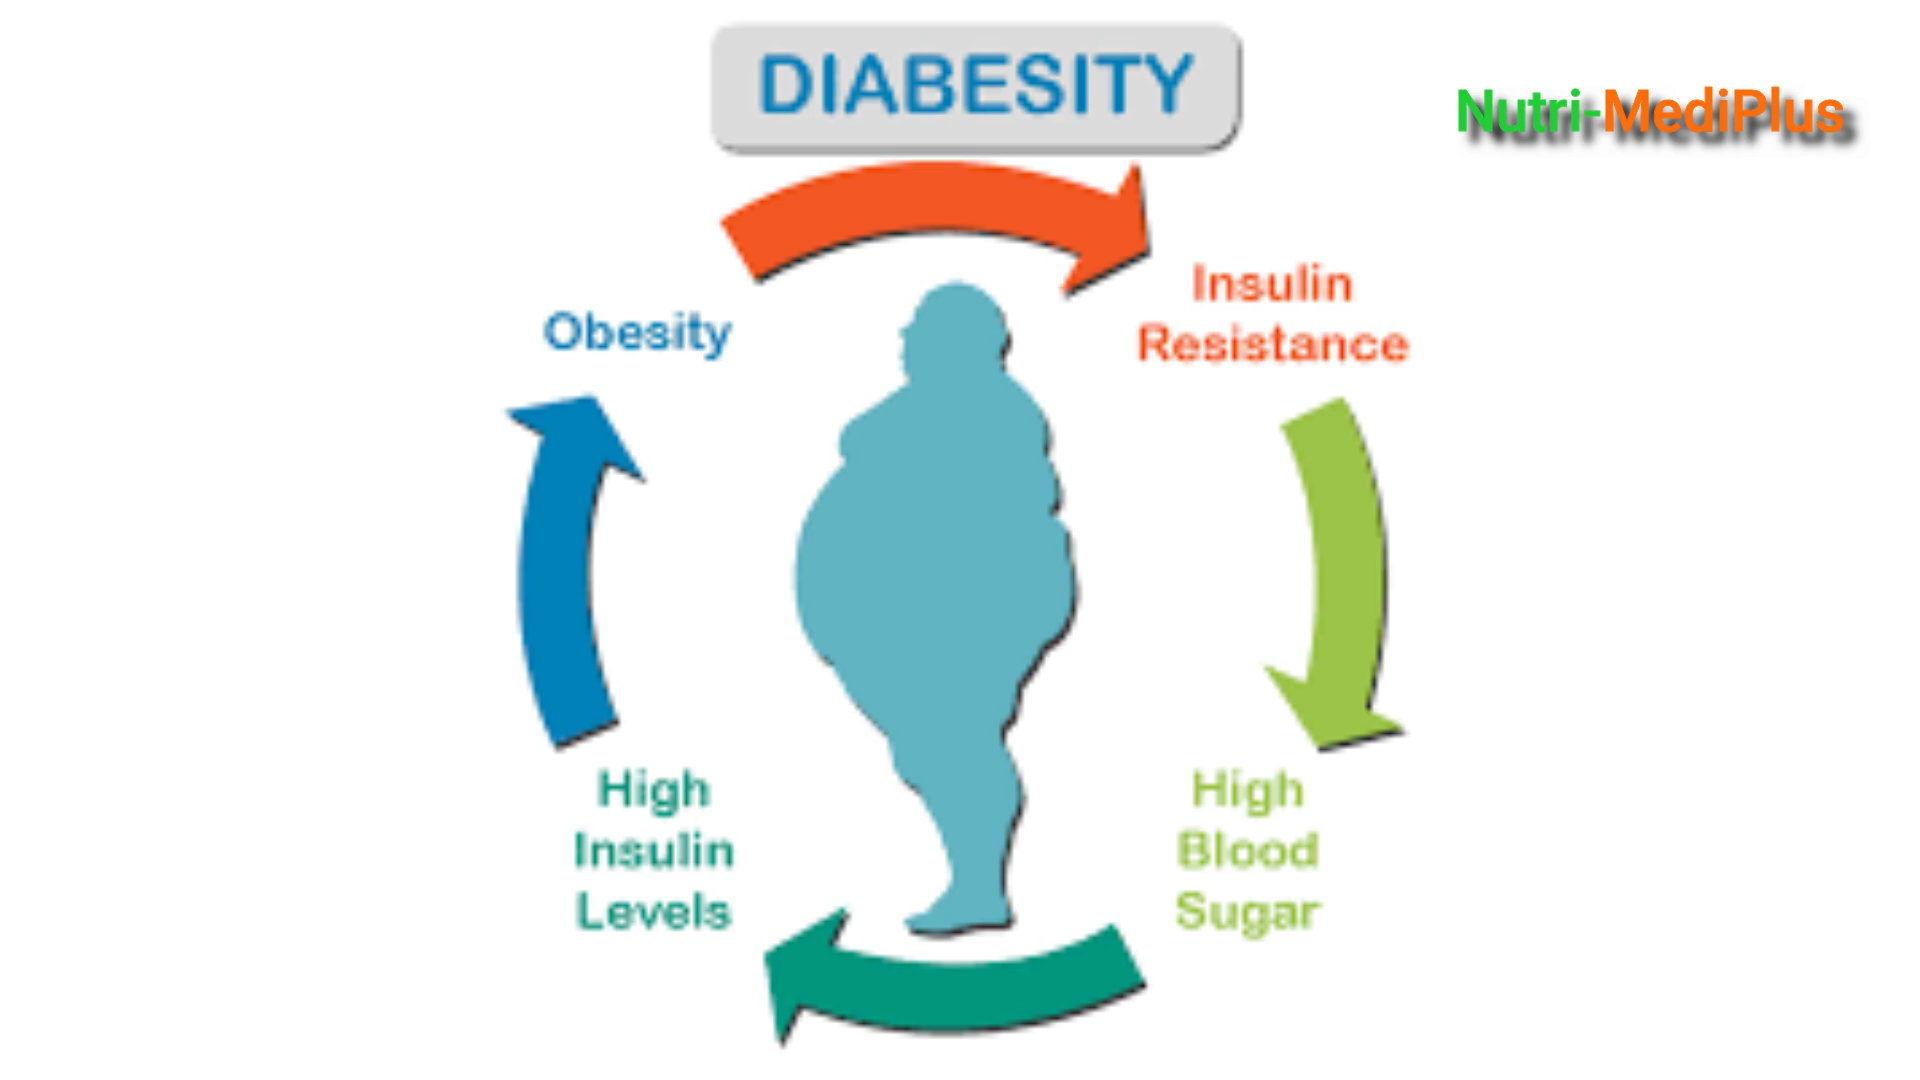 DIABESITY
Nutri-MediPlus
Obesity
Insulin
Resistance
High
Blood
Sugar
High
Insulin
Levels